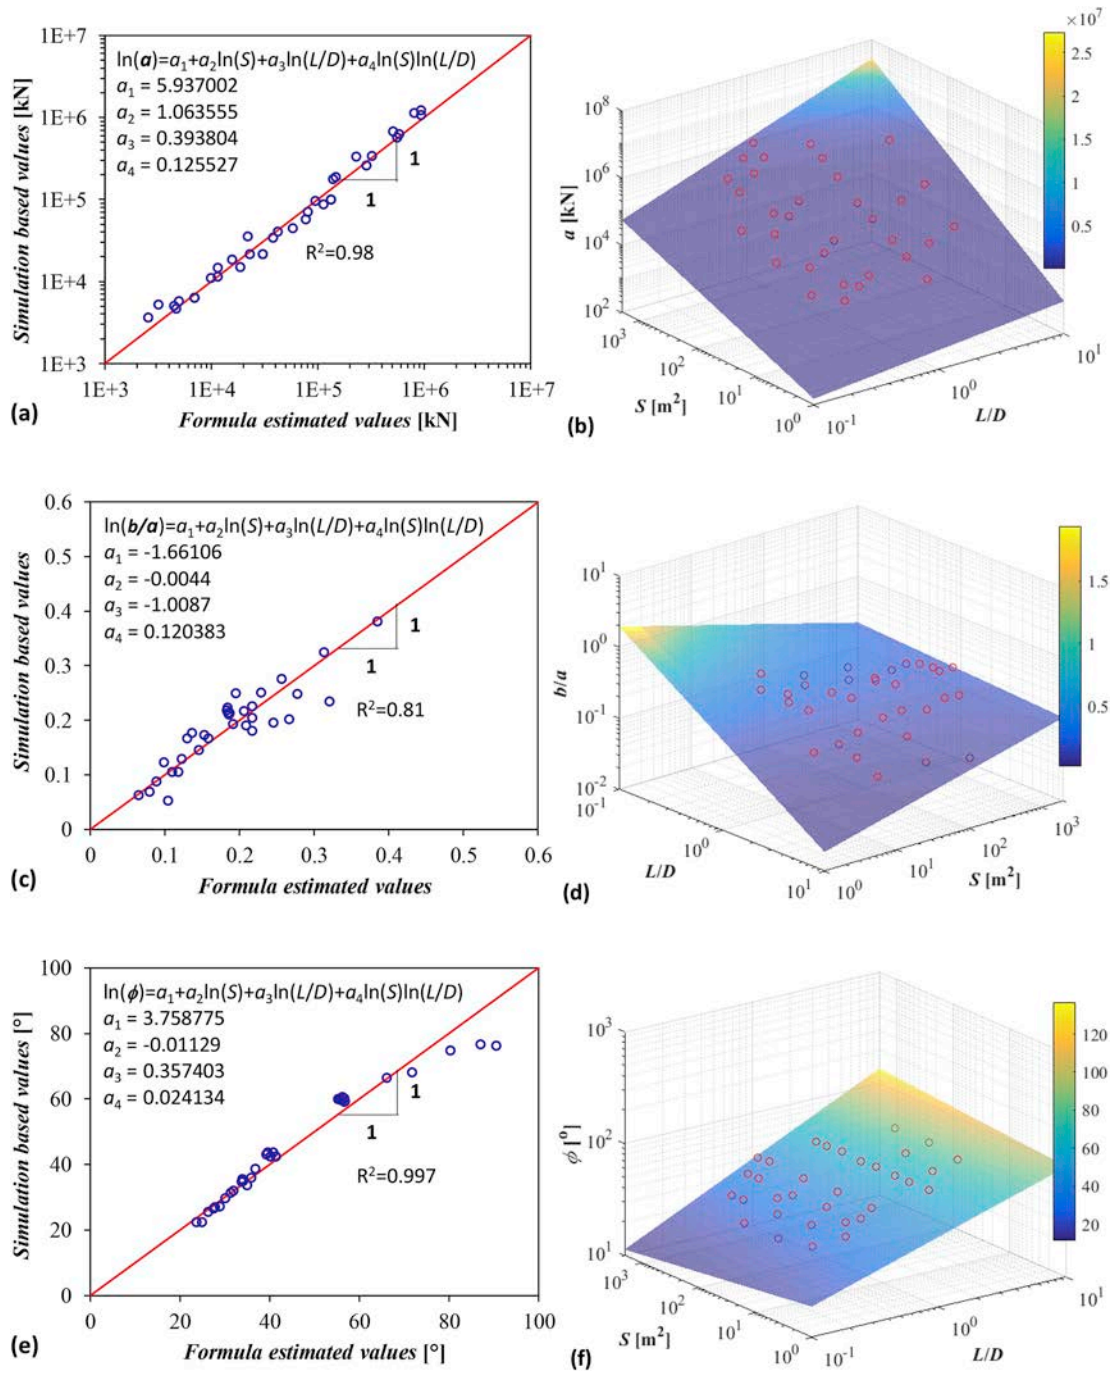 ln(a)=a1+a2ln(S)+a3ln(L/D)+a4ln(S)ln(L/D)
a1 = 5.937002
a2 = 1.063555
a3 = 0.393804
a4 = 0.125527
1
1
R²=0.98
1E+7
1E+6
1E+5
1E+4
1E+3
1E+3 1E+4 1E+5 1E+6 1E+7
Simulation based values [kN]
Formula estimated values [kN]
(a)
×10⁷
2.5
2
1.5
1
0.5
10⁸
10⁶
10⁴
10²
a [kN]
10³
10²
10¹
10⁰
S [m²]
10⁻¹
10⁰
10¹
L/D
(b)
ln(b/a)=a1+a2ln(S)+a3ln(L/D)+a4ln(S)ln(L/D)
a1 = -1.66106
a2 = -0.0044
a3 = -1.0087
a4 = 0.120383
1
1
R²=0.81
0.6
0.5
0.4
0.3
0.2
0.1
0
0 0.1 0.2 0.3 0.4 0.5 0.6
Simulation based values
Formula estimated values
(c)
1.5
1
0.5
10¹
10⁰
10⁻¹
10⁻²
b/a
10⁻¹
10⁰
10¹
L/D
10⁰
10¹
10²
10³
S [m²]
(d)
ln(ϕ)=a1+a2ln(S)+a3ln(L/D)+a4ln(S)ln(L/D)
a1 = 3.758775
a2 = -0.01129
a3 = 0.357403
a4 = 0.024134
1
1
R²=0.997
100
80
60
40
20
0
0 20 40 60 80 100
Simulation based values [°]
Formula estimated values [°]
(e)
120
100
80
60
40
20
10³
10²
10¹
ϕ [°]
10³
10²
10¹
10⁰
S [m²]
10⁻¹
10⁰
10¹
L/D
(f)